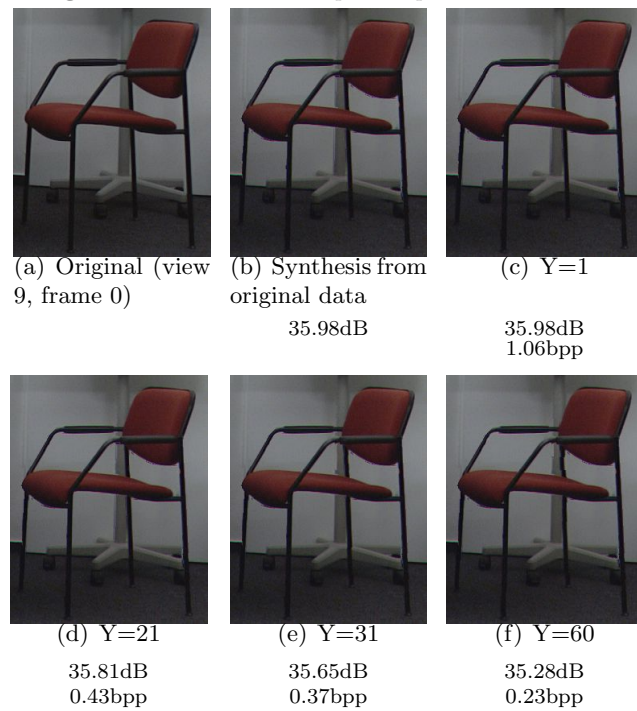 (a) Original (view
9, frame 0)
(b) Synthesis from
original data
35.98dB
(c) Y=1
35.98dB
1.06bpp
(d) Y=21
35.81dB
0.43bpp
(e) Y=31
35.65dB
0.37bpp
(f) Y=60
35.28dB
0.23bpp